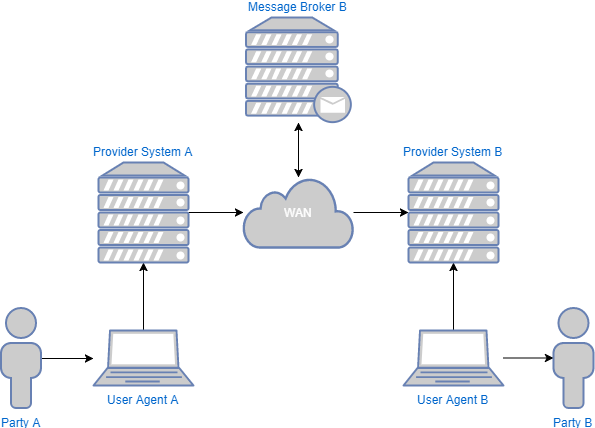 Message Broker B
Provider System A
Provider System B
WAN
User Agent A
User Agent B
Party A
Party B